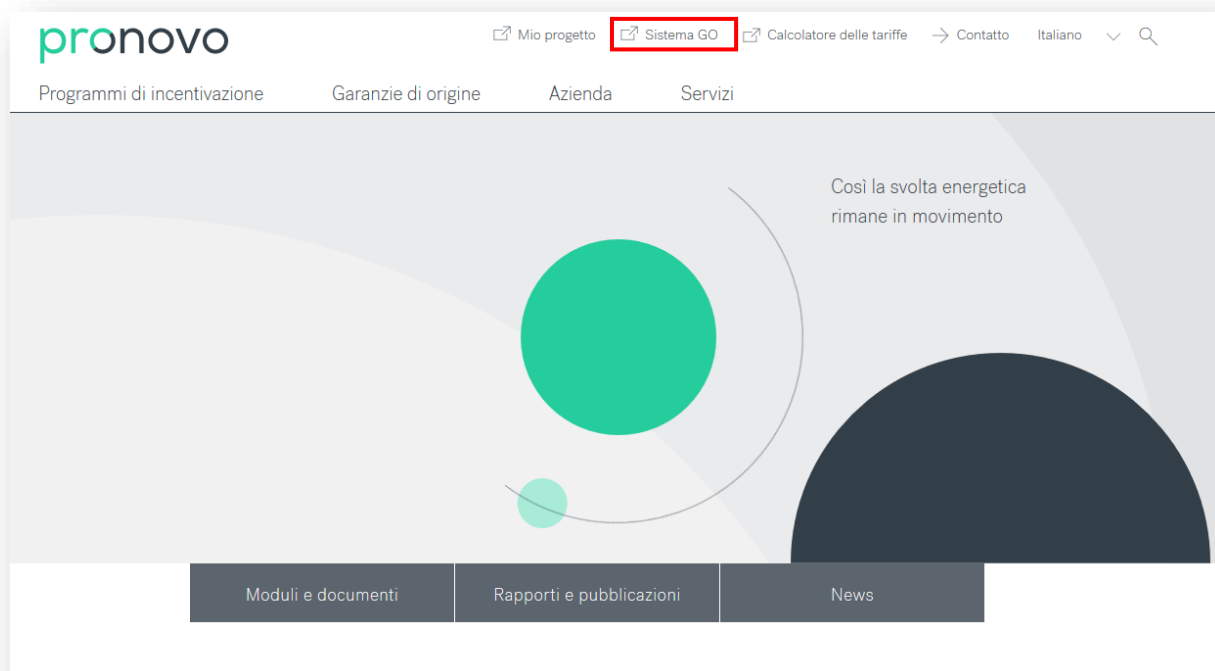 pronovo
Mio progetto Sistema GO Calcolatore delle tariffe Contatto Italiano
Programmi di incentivazione Garanzie di origine Azienda Servizi
Così la svolta energetica
rimane in movimento
Moduli e documenti Rapporti e pubblicazioni News